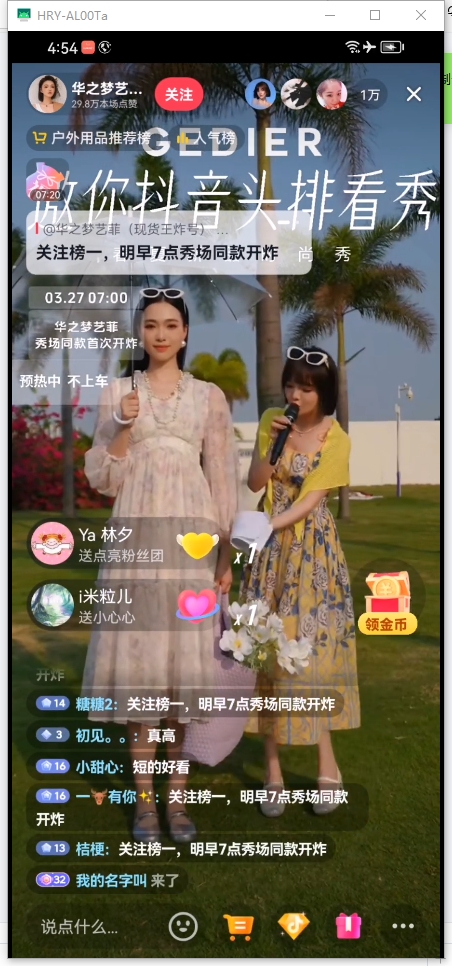 HRY-AL00Ta
4:54
华之梦艺...
29.8万本场点赞
关注
1万
户外用品推荐榜
人气榜
GEDIER
做你抖音头排看秀
07:20
@华之梦艺菲（现货王炸号） ...
关注榜一，明早7点秀场同款开炸
尚 秀
03.27 07:00
华之梦艺菲
秀场同款首次开炸
预热中 不上车
Ya 林夕
送点亮粉丝团
x 1
i米粒儿
送小心心
x 1
领金币
开炸
14 糖糖2：关注榜一，明早7点秀场同款开炸
3 初见。。：真高
16 小甜心：短的好看
16 一🐂有你✨：关注榜一，明早7点秀场同款
开炸
13 桔梗：关注榜一，明早7点秀场同款开炸
32 我的名字叫 来了
说点什么...